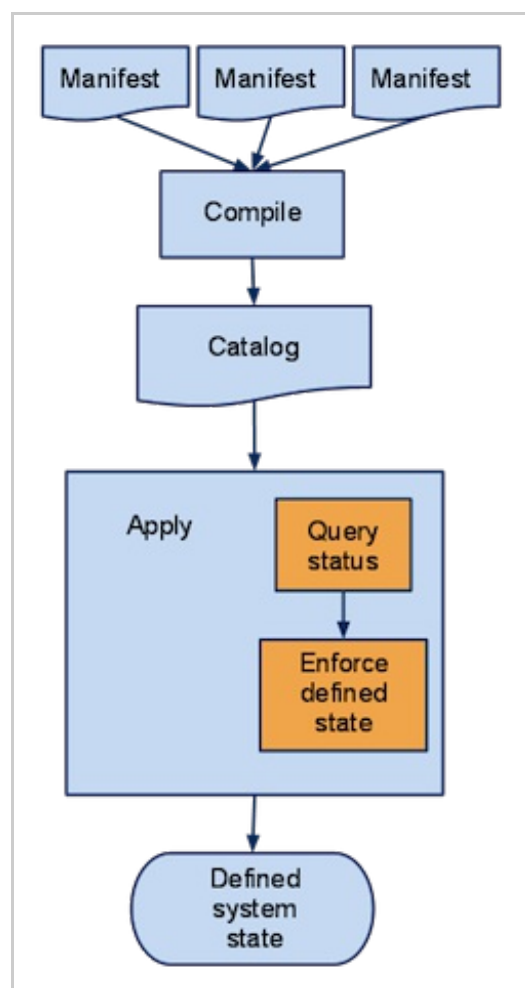 Manifest
Manifest
Manifest
Compile
Catalog
Apply
Query
status
Enforce
defined
state
Defined
system
state